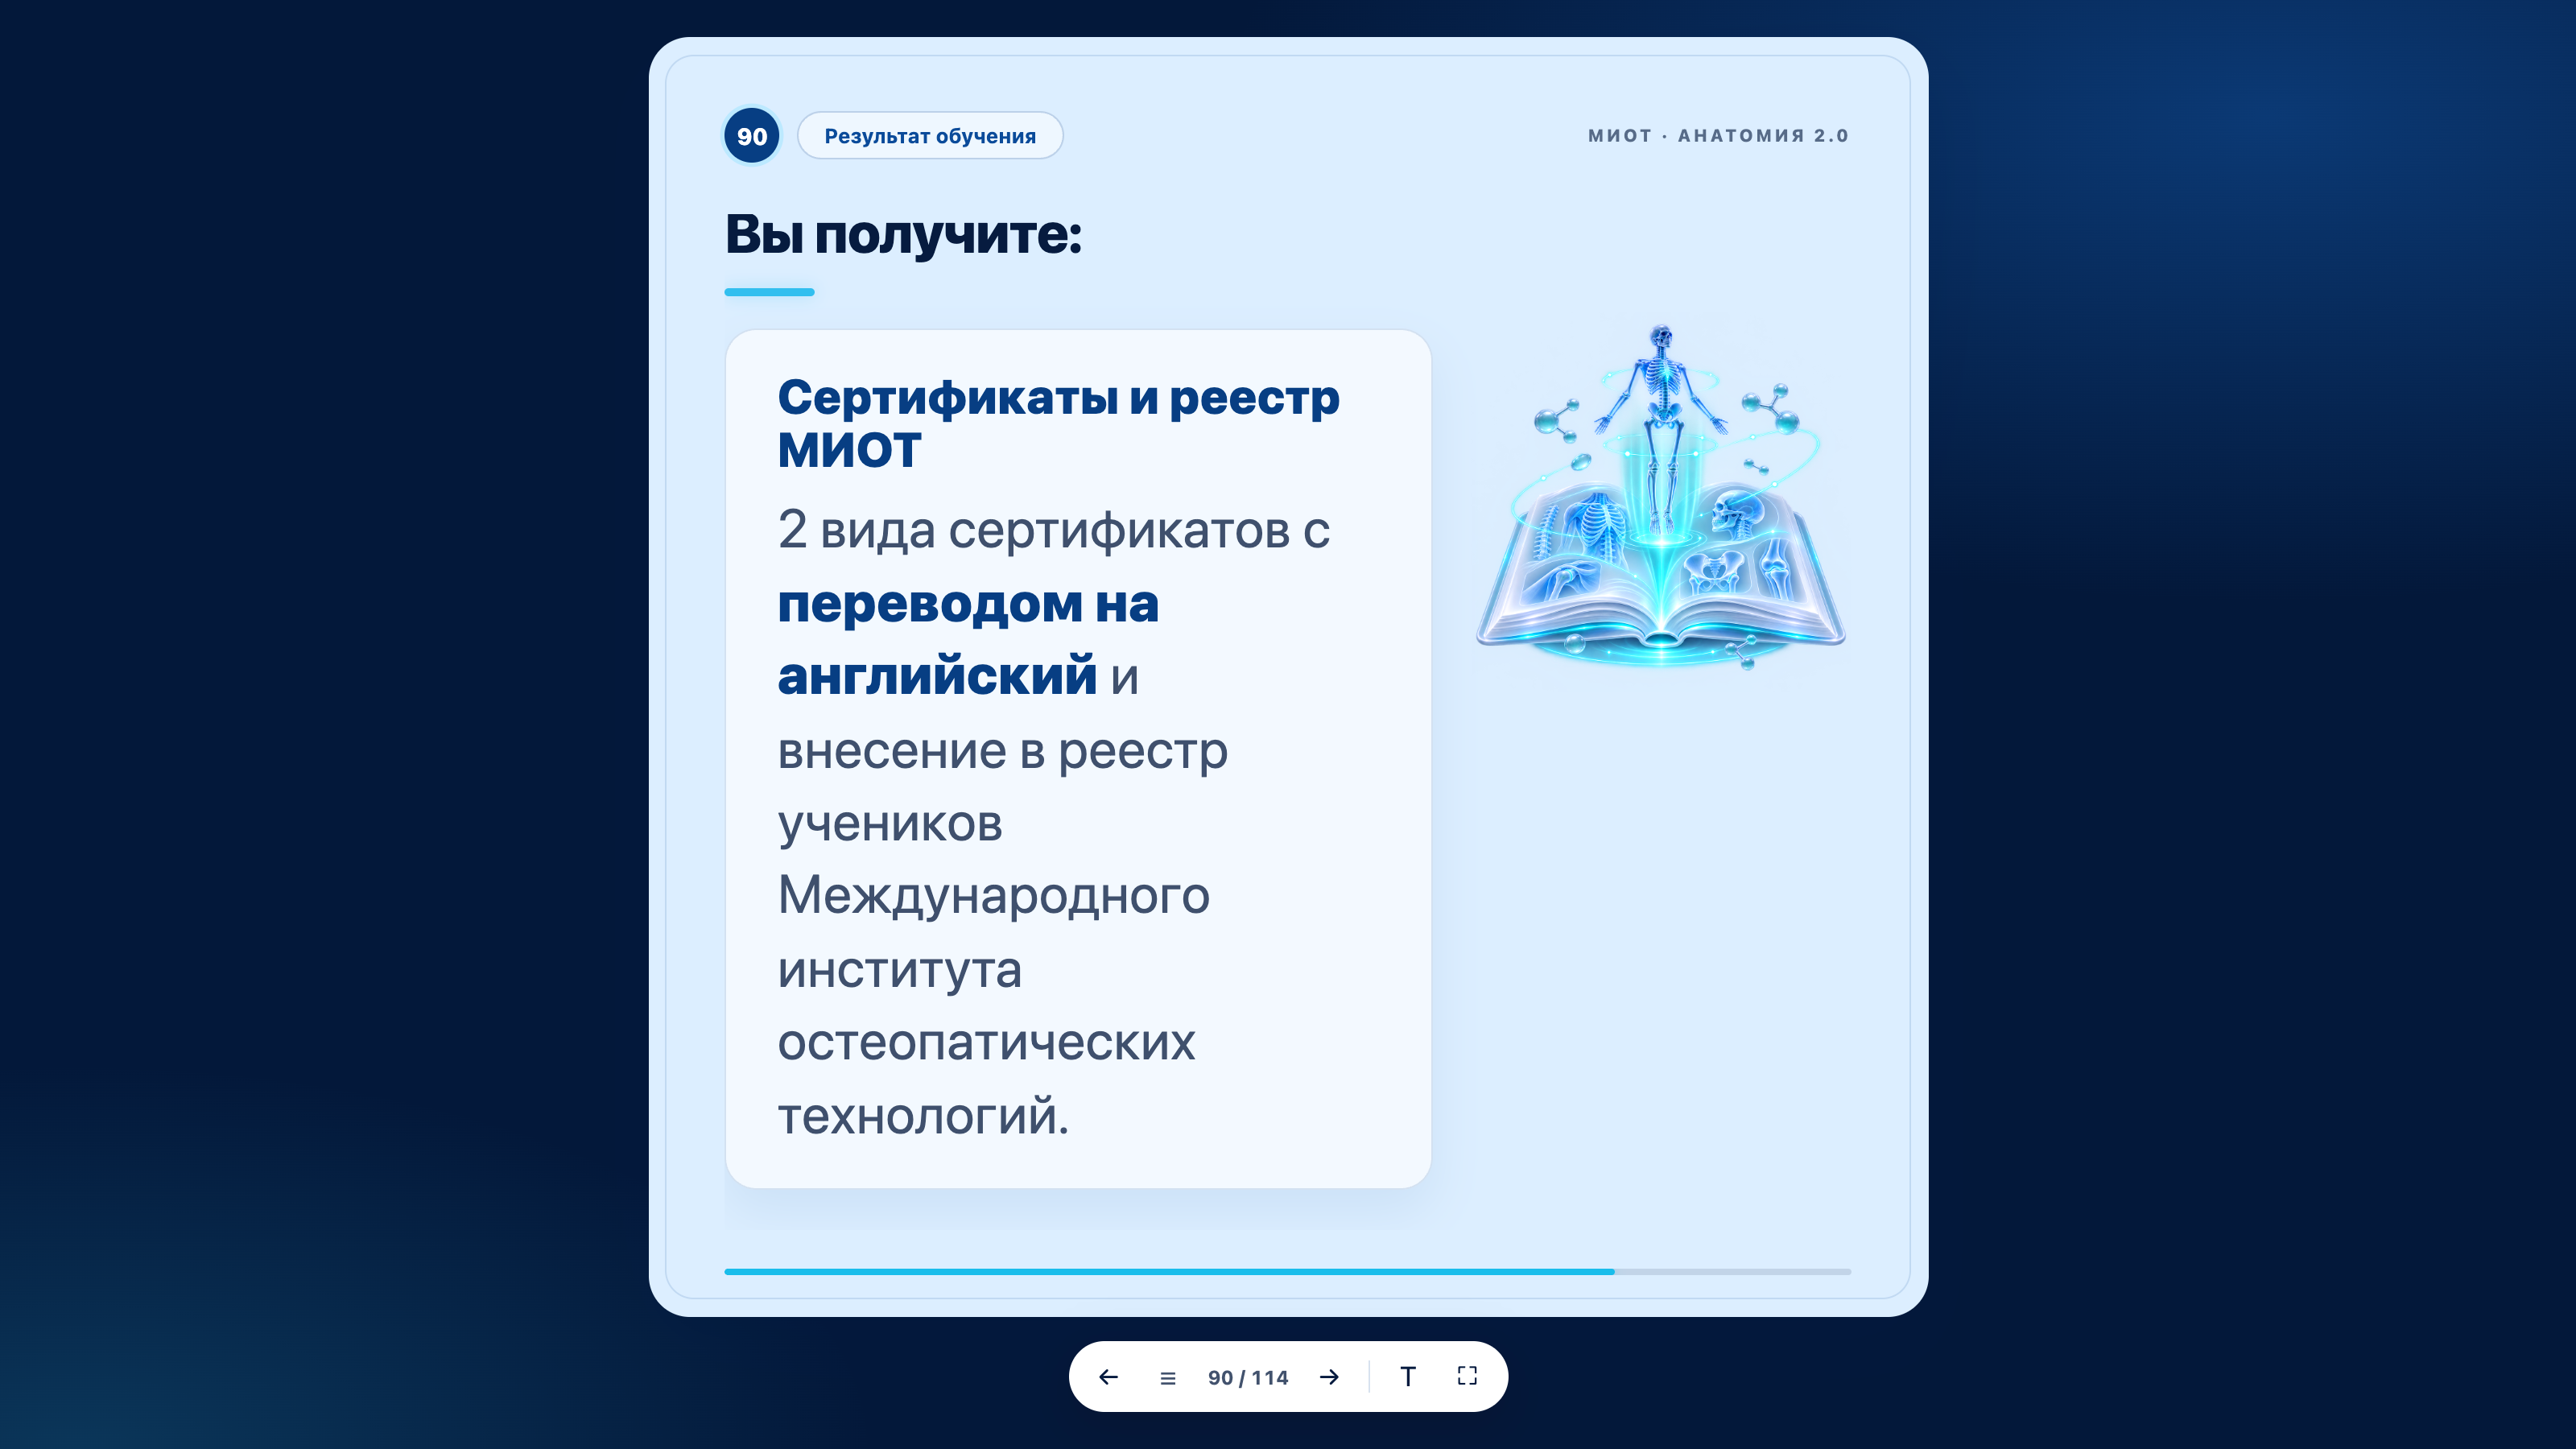 90
Результат обучения
МИОТ · АНАТОМИЯ 2.0
Вы получите:
Сертификаты и реестр
МИОТ
2 вида сертификатов с
переводом на
английский и
внесение в реестр
учеников
Международного
института
остеопатических
технологий.
90 / 114
T